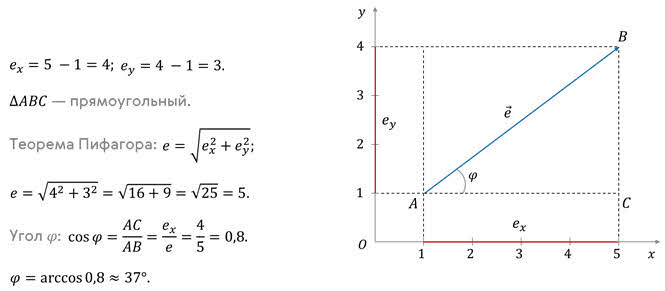 eₓ = 5 − 1 = 4; e_y = 4 − 1 = 3.
ΔABC — прямоугольный.
Теорема Пифагора: e = √(eₓ² + e_y²);
e = √(4² + 3²) = √(16 + 9) = √25 = 5.
Угол φ: cos φ = AC/AB = eₓ/e = 4/5 = 0,8.
φ = arccos 0,8 ≈ 37°.
y
B
4
3
e⃗
e_y
2
φ
1
A
C
eₓ
O
1 2 3 4 5 x